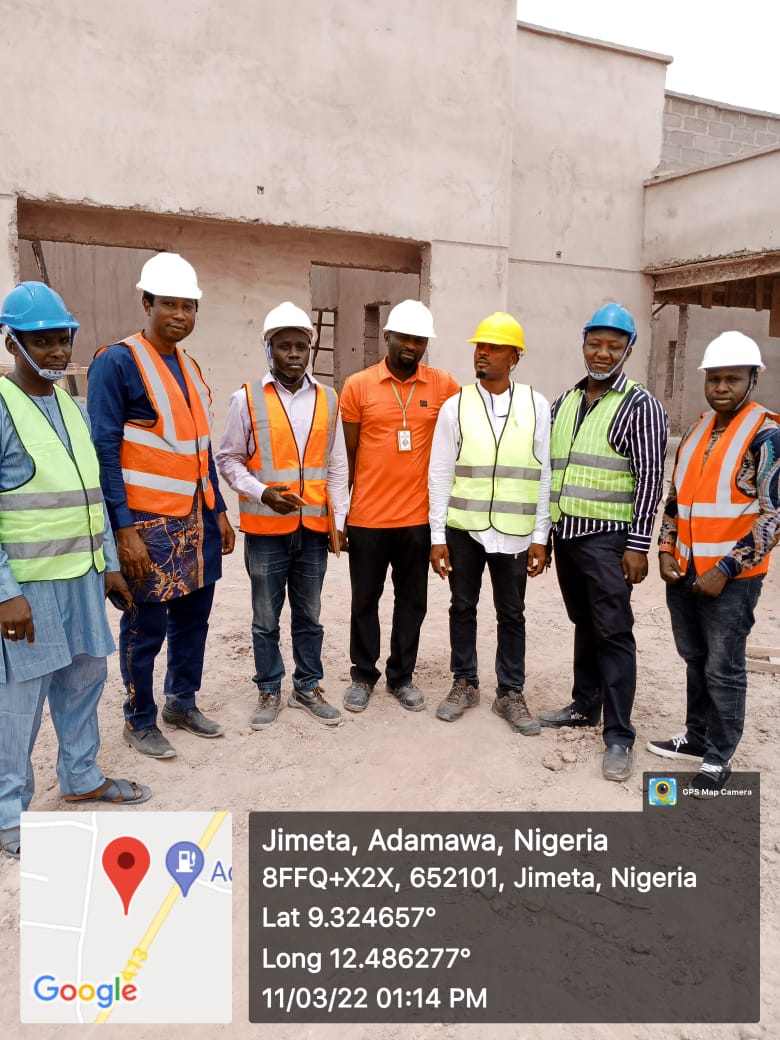 GPS Map Camera
Jimeta, Adamawa, Nigeria
8FFQ+X2X, 652101, Jimeta, Nigeria
Lat 9.324657°
Long 12.486277°
11/03/22 01:14 PM
A
413
Google